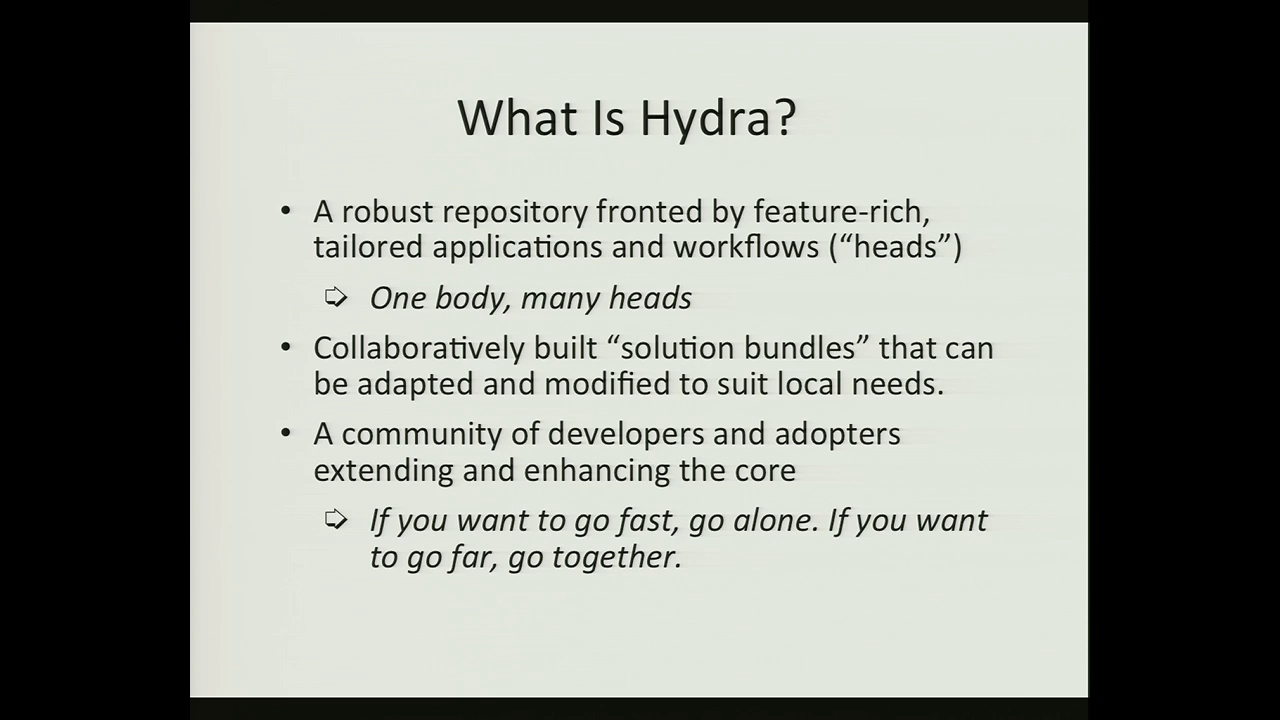 What Is Hydra?
• A robust repository fronted by feature-rich,
tailored applications and workflows (“heads”)
➯ One body, many heads
• Collaboratively built “solution bundles” that can
be adapted and modified to suit local needs.
• A community of developers and adopters
extending and enhancing the core
➯ If you want to go fast, go alone. If you want
to go far, go together.